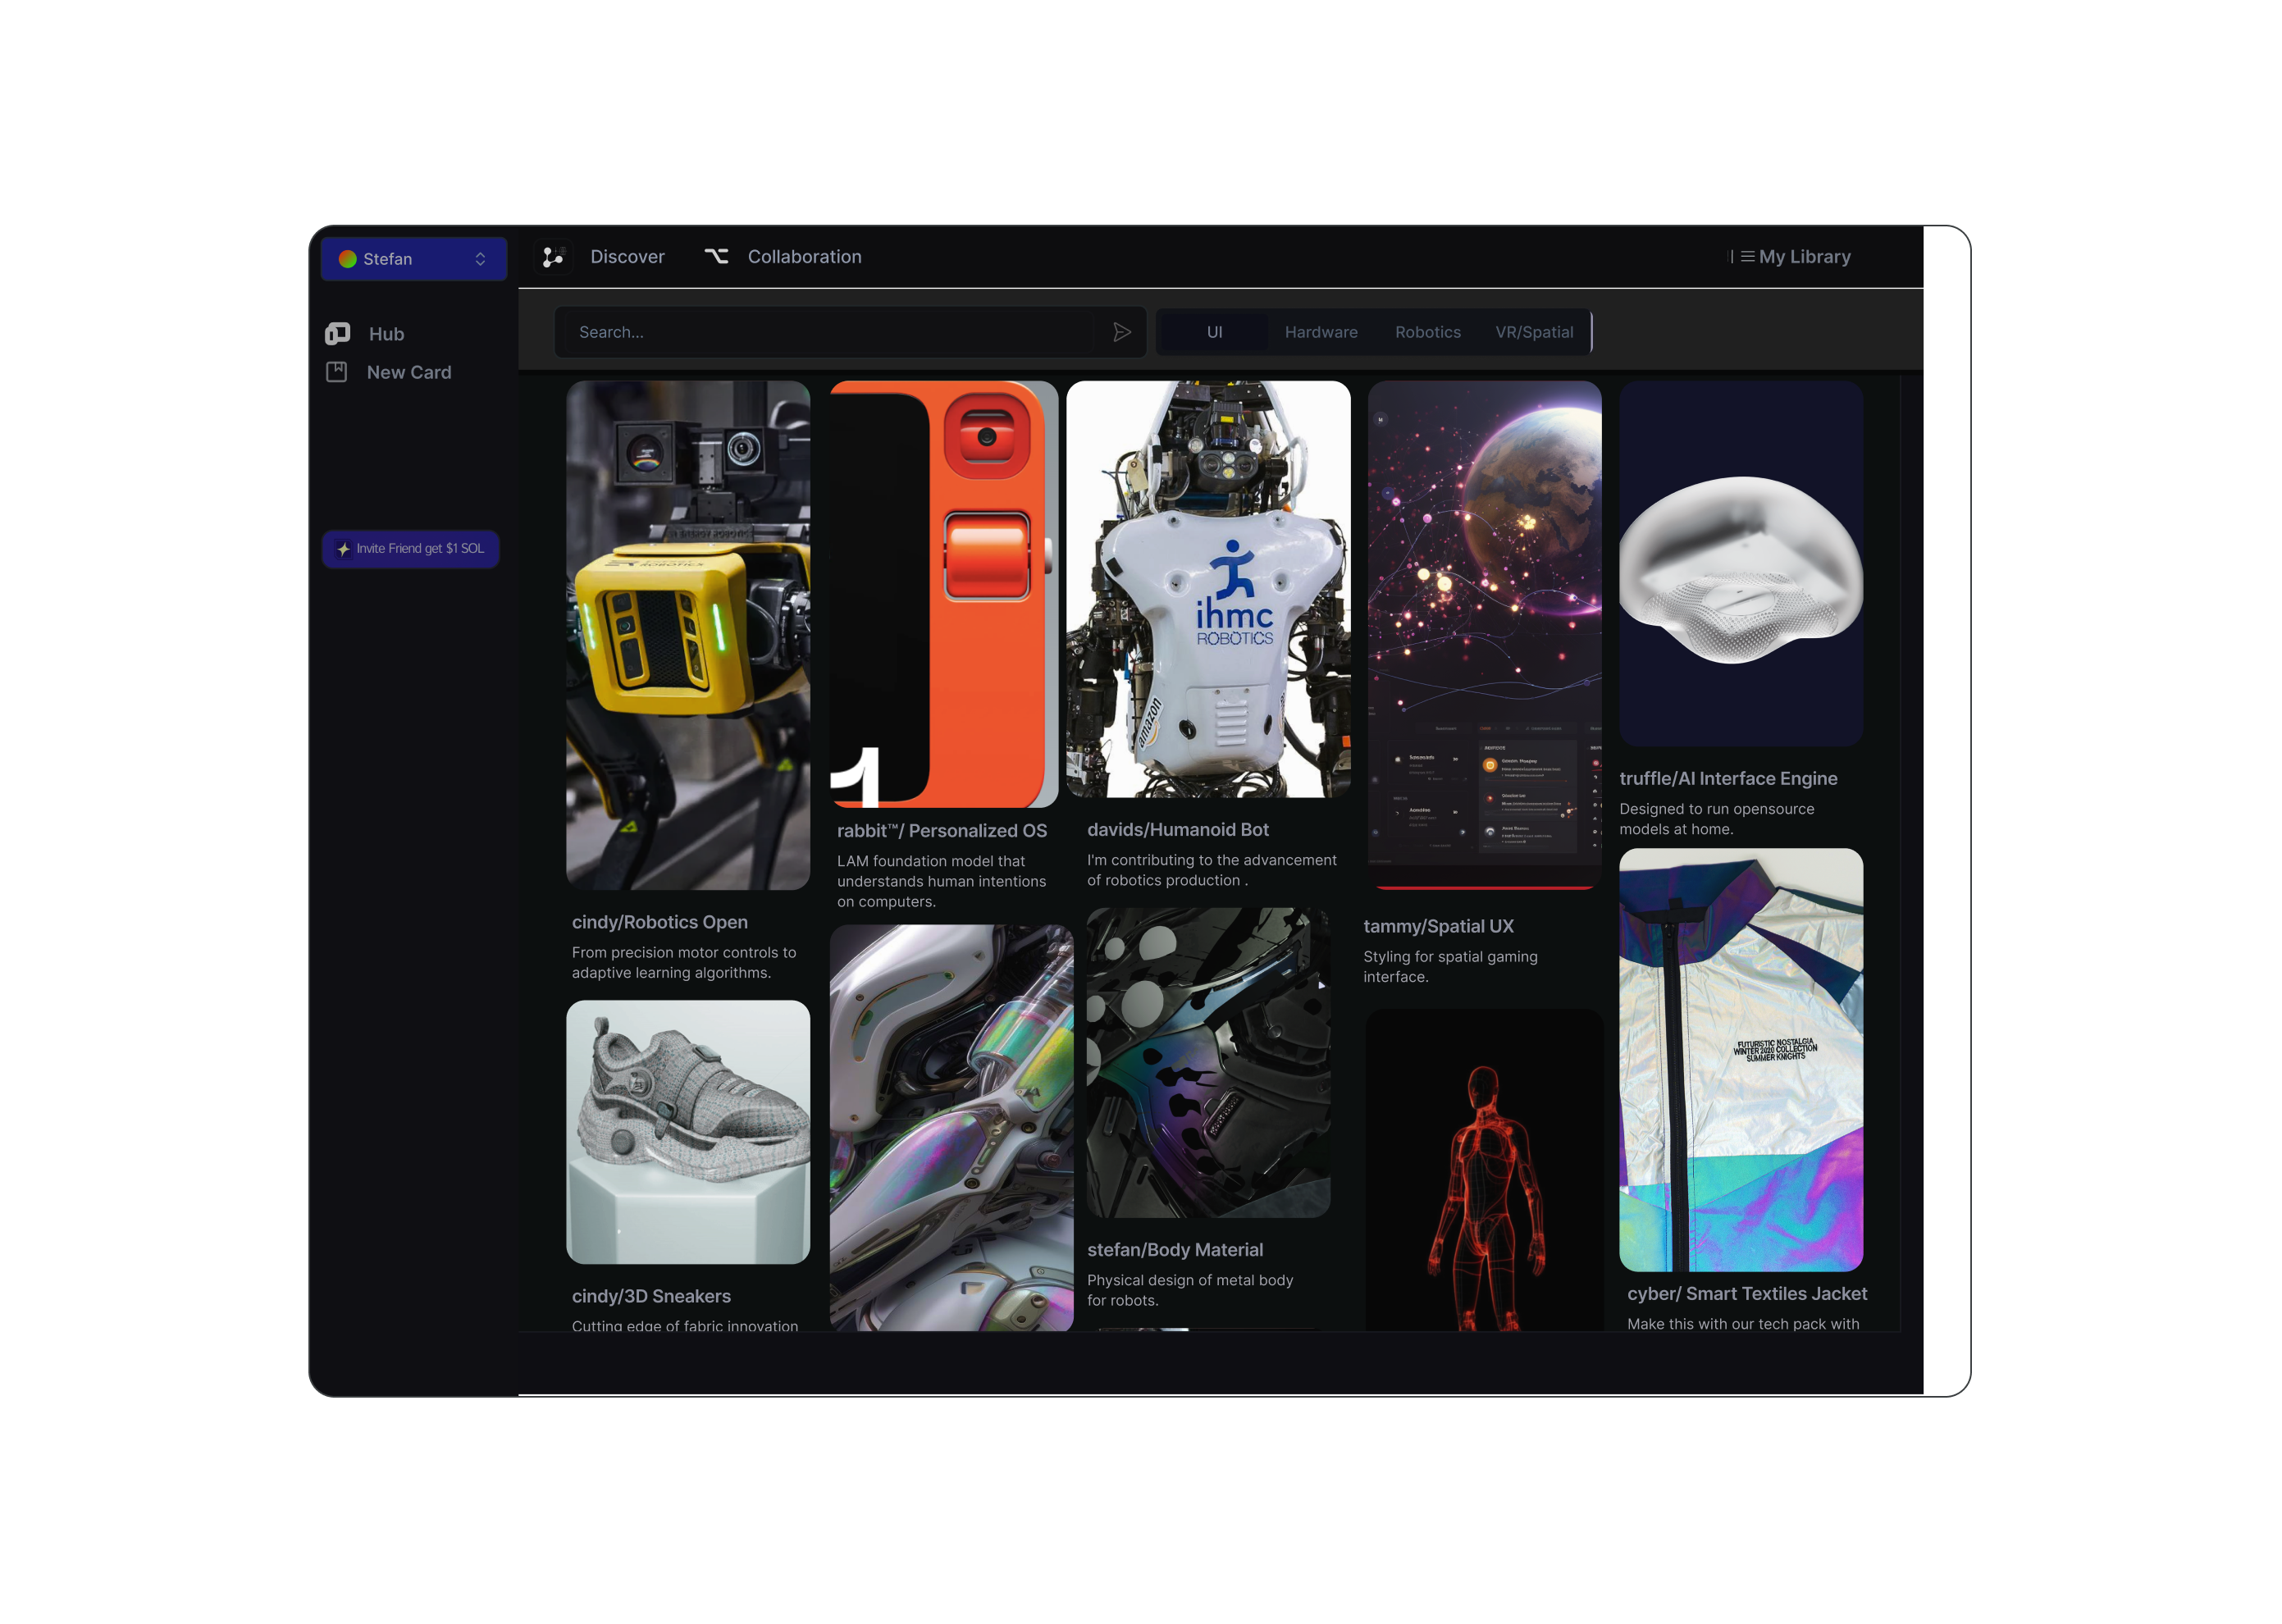 Stefan
Discover
Collaboration
My Library
Hub
New Card
Invite Friend get $1 SOL
Search...
UI
Hardware
Robotics
VR/Spatial
ROBOTICS
1
ihmc
ROBOTICS
amazon
truffle/AI Interface Engine
Designed to run opensource
models at home.
rabbit™/ Personalized OS
LAM foundation model that
understands human intentions
on computers.
davids/Humanoid Bot
I'm contributing to the advancement
of robotics production .
cindy/Robotics Open
From precision motor controls to
adaptive learning algorithms.
tammy/Spatial UX
Styling for spatial gaming
interface.
FUTURISTIC NOSTALGIA
WINTER 2020 COLLECTION
SUMMER KNIGHTS
stefan/Body Material
Physical design of metal body
for robots.
cindy/3D Sneakers
Cutting edge of fabric innovation
cyber/ Smart Textiles Jacket
Make this with our tech pack with